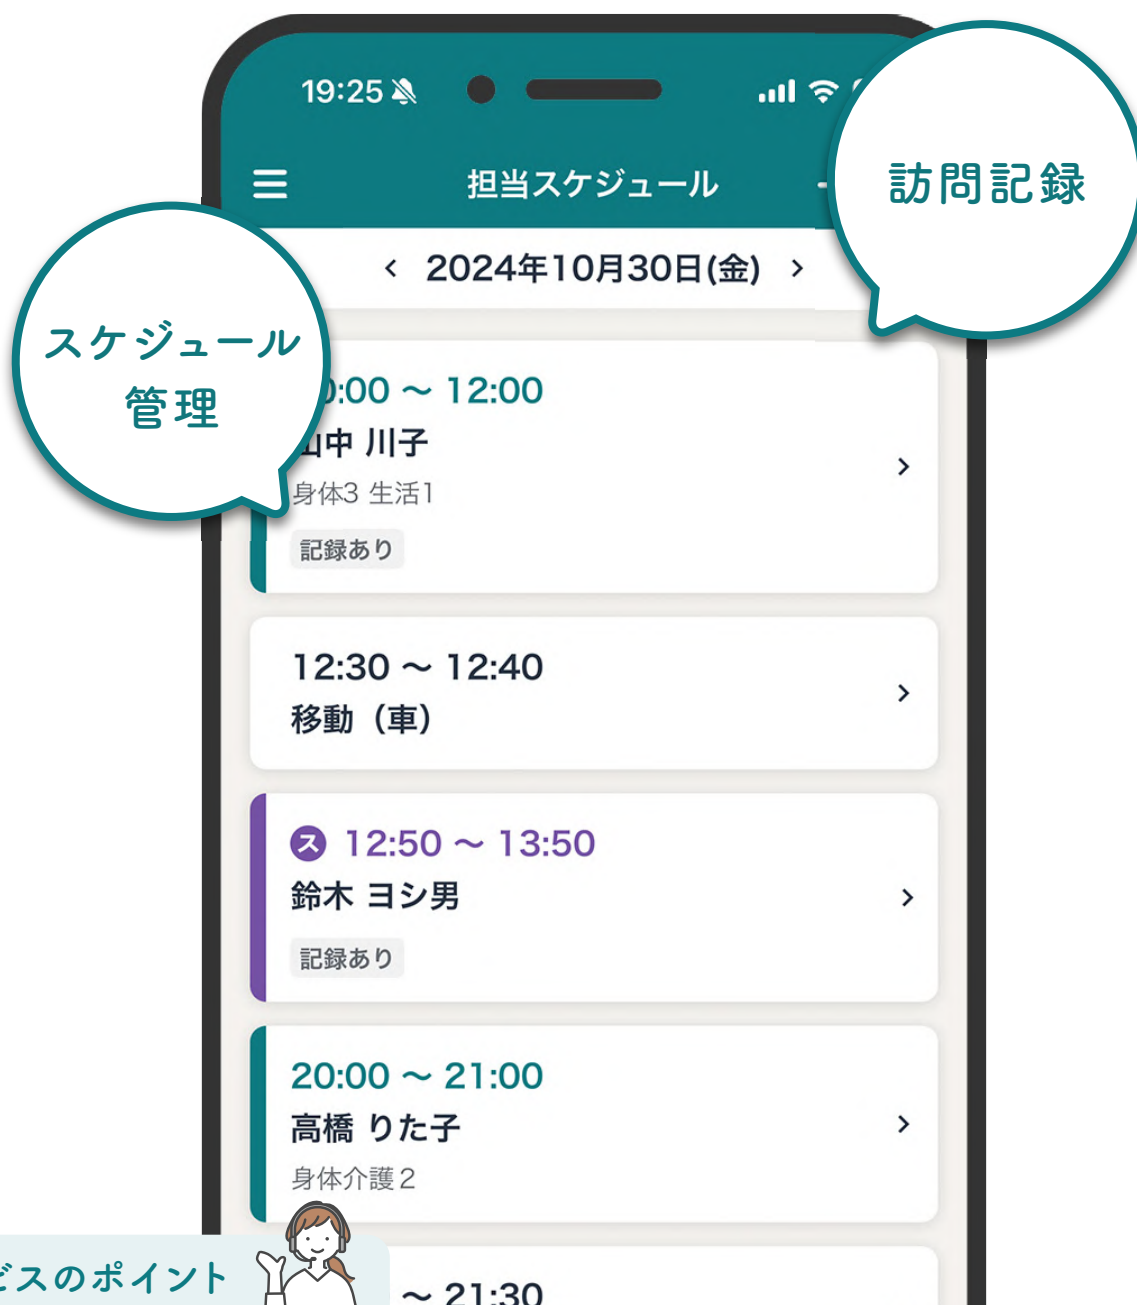 19:25
担当スケジュール
訪問記録
2024年10月30日(金)
スケジュール
管理
:00 〜 12:00
山中 川子
身体3 生活1
記録あり
12:30 〜 12:40
移動（車）
ス 12:50 〜 13:50
鈴木 ヨシ男
記録あり
20:00 〜 21:00
高橋 りた子
身体介護2
ビスのポイント
〜 21:30